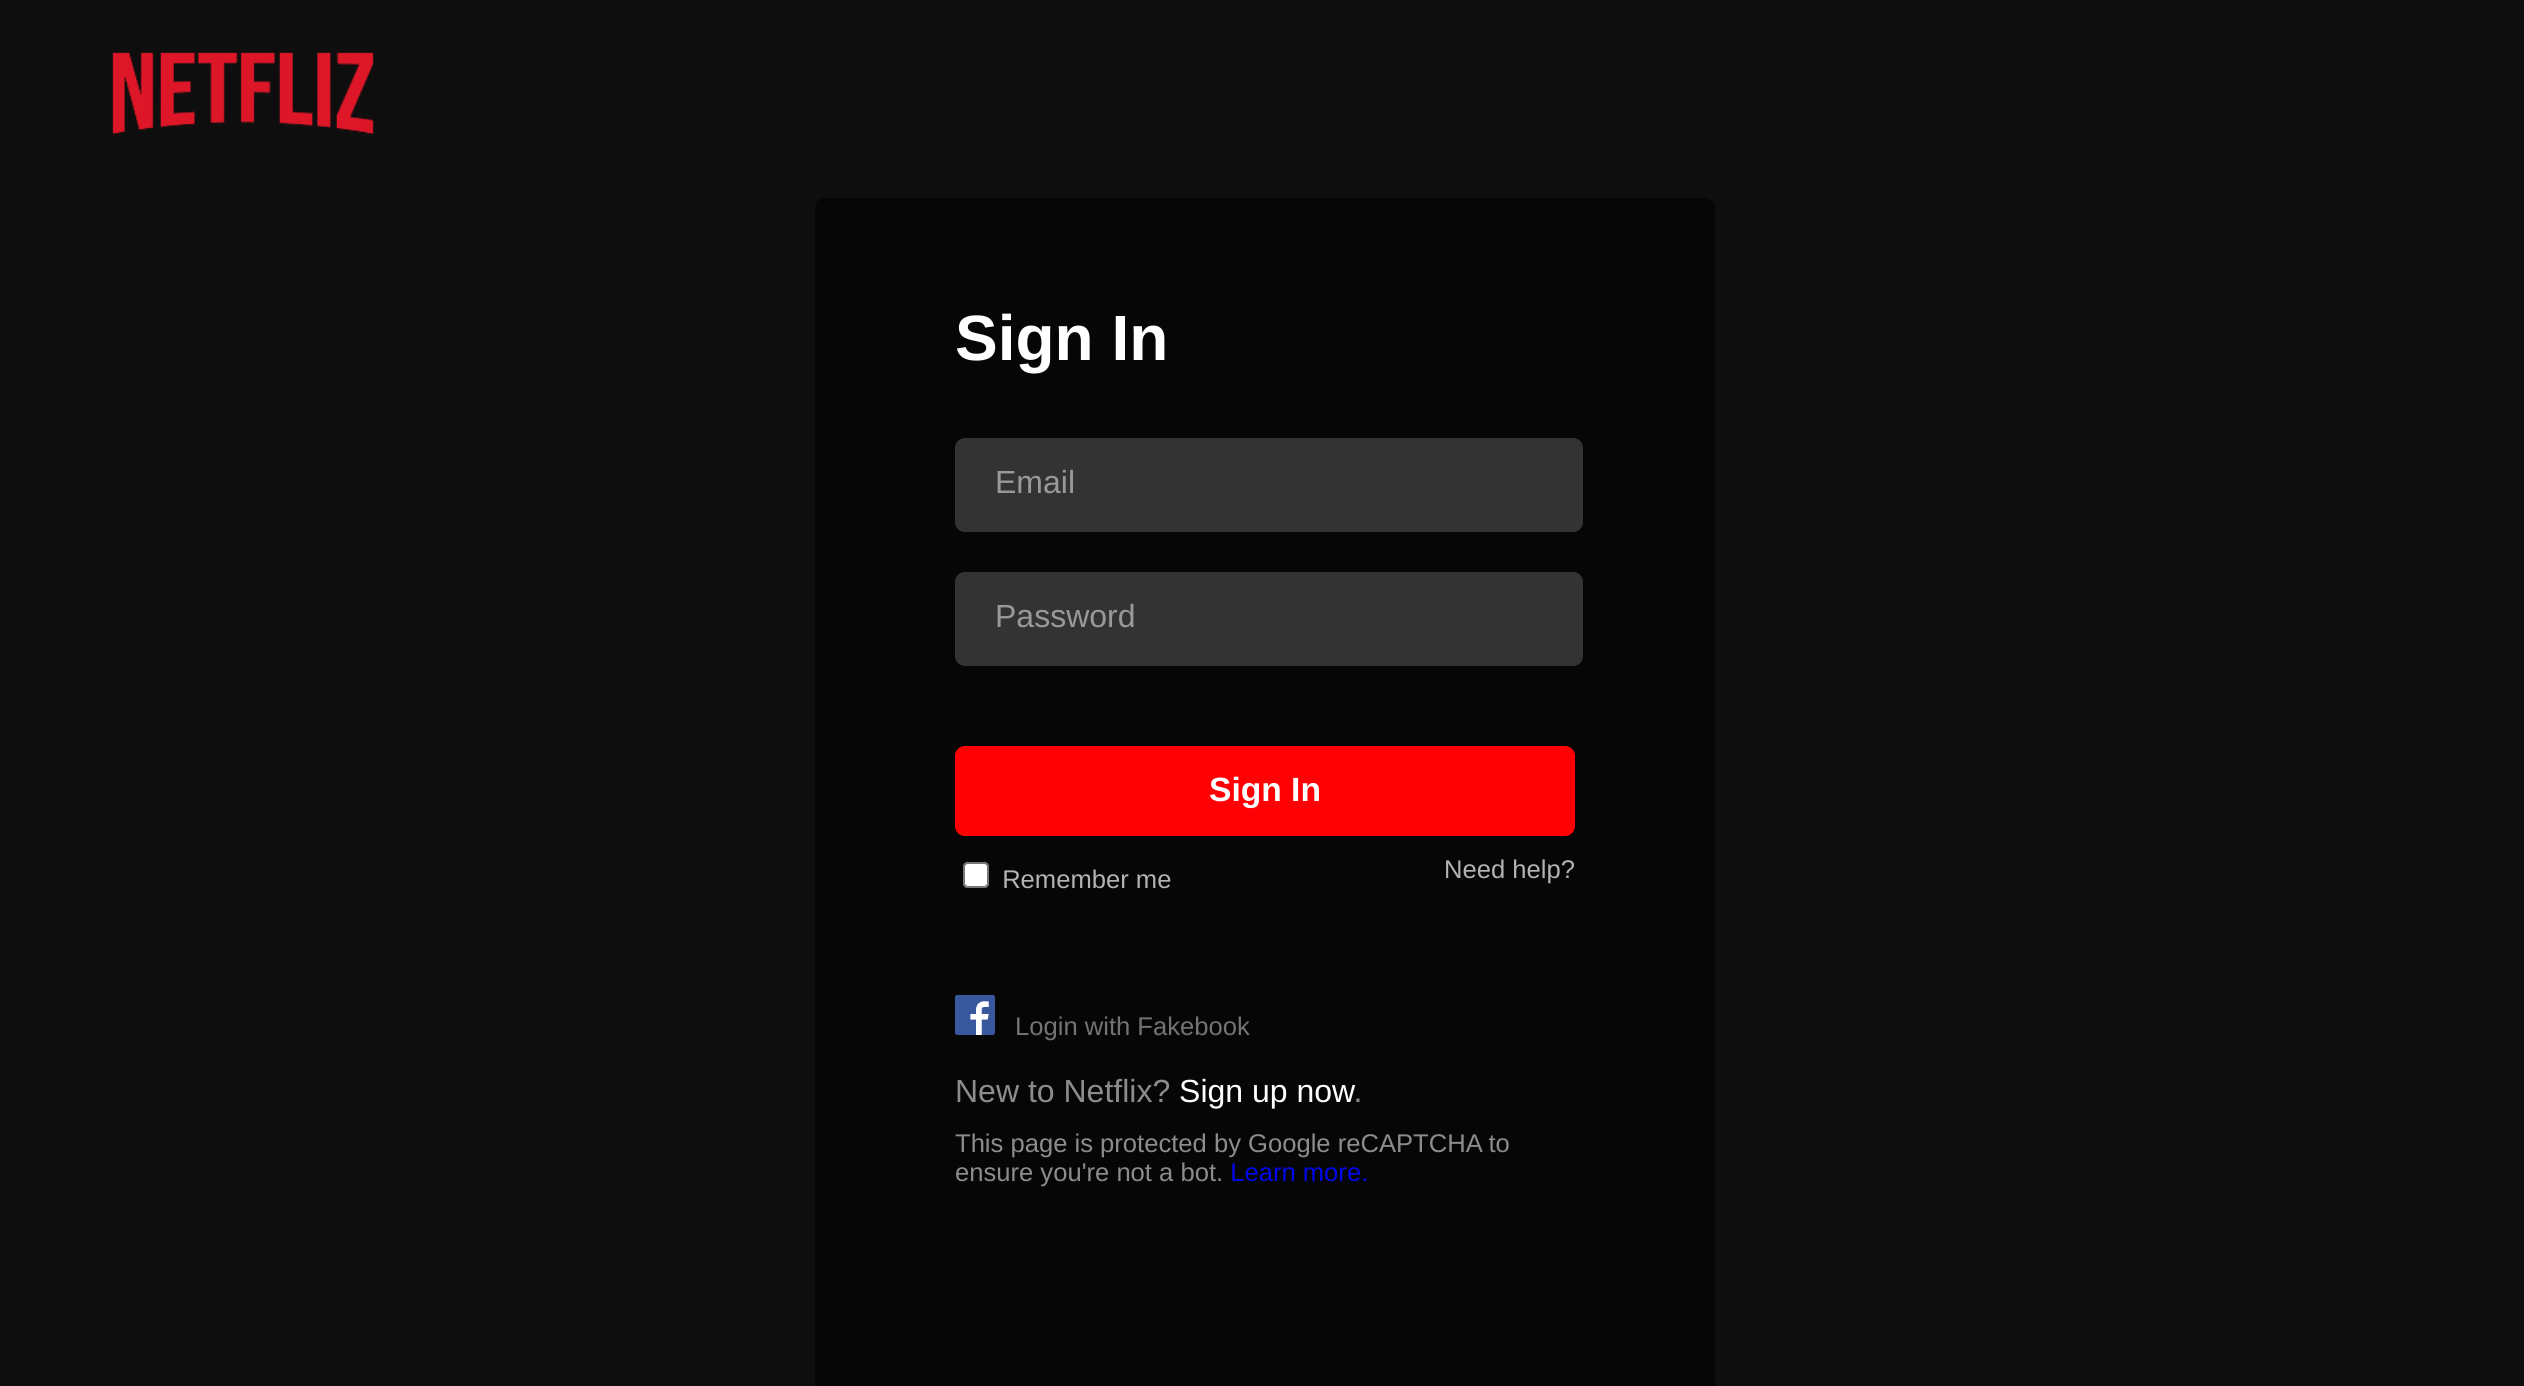 NETFLIZ
Sign In
Email
Password
Sign In
Remember me
Need help?
Login with Fakebook
New to Netflix? Sign up now.
This page is protected by Google reCAPTCHA to
ensure you're not a bot. Learn more.